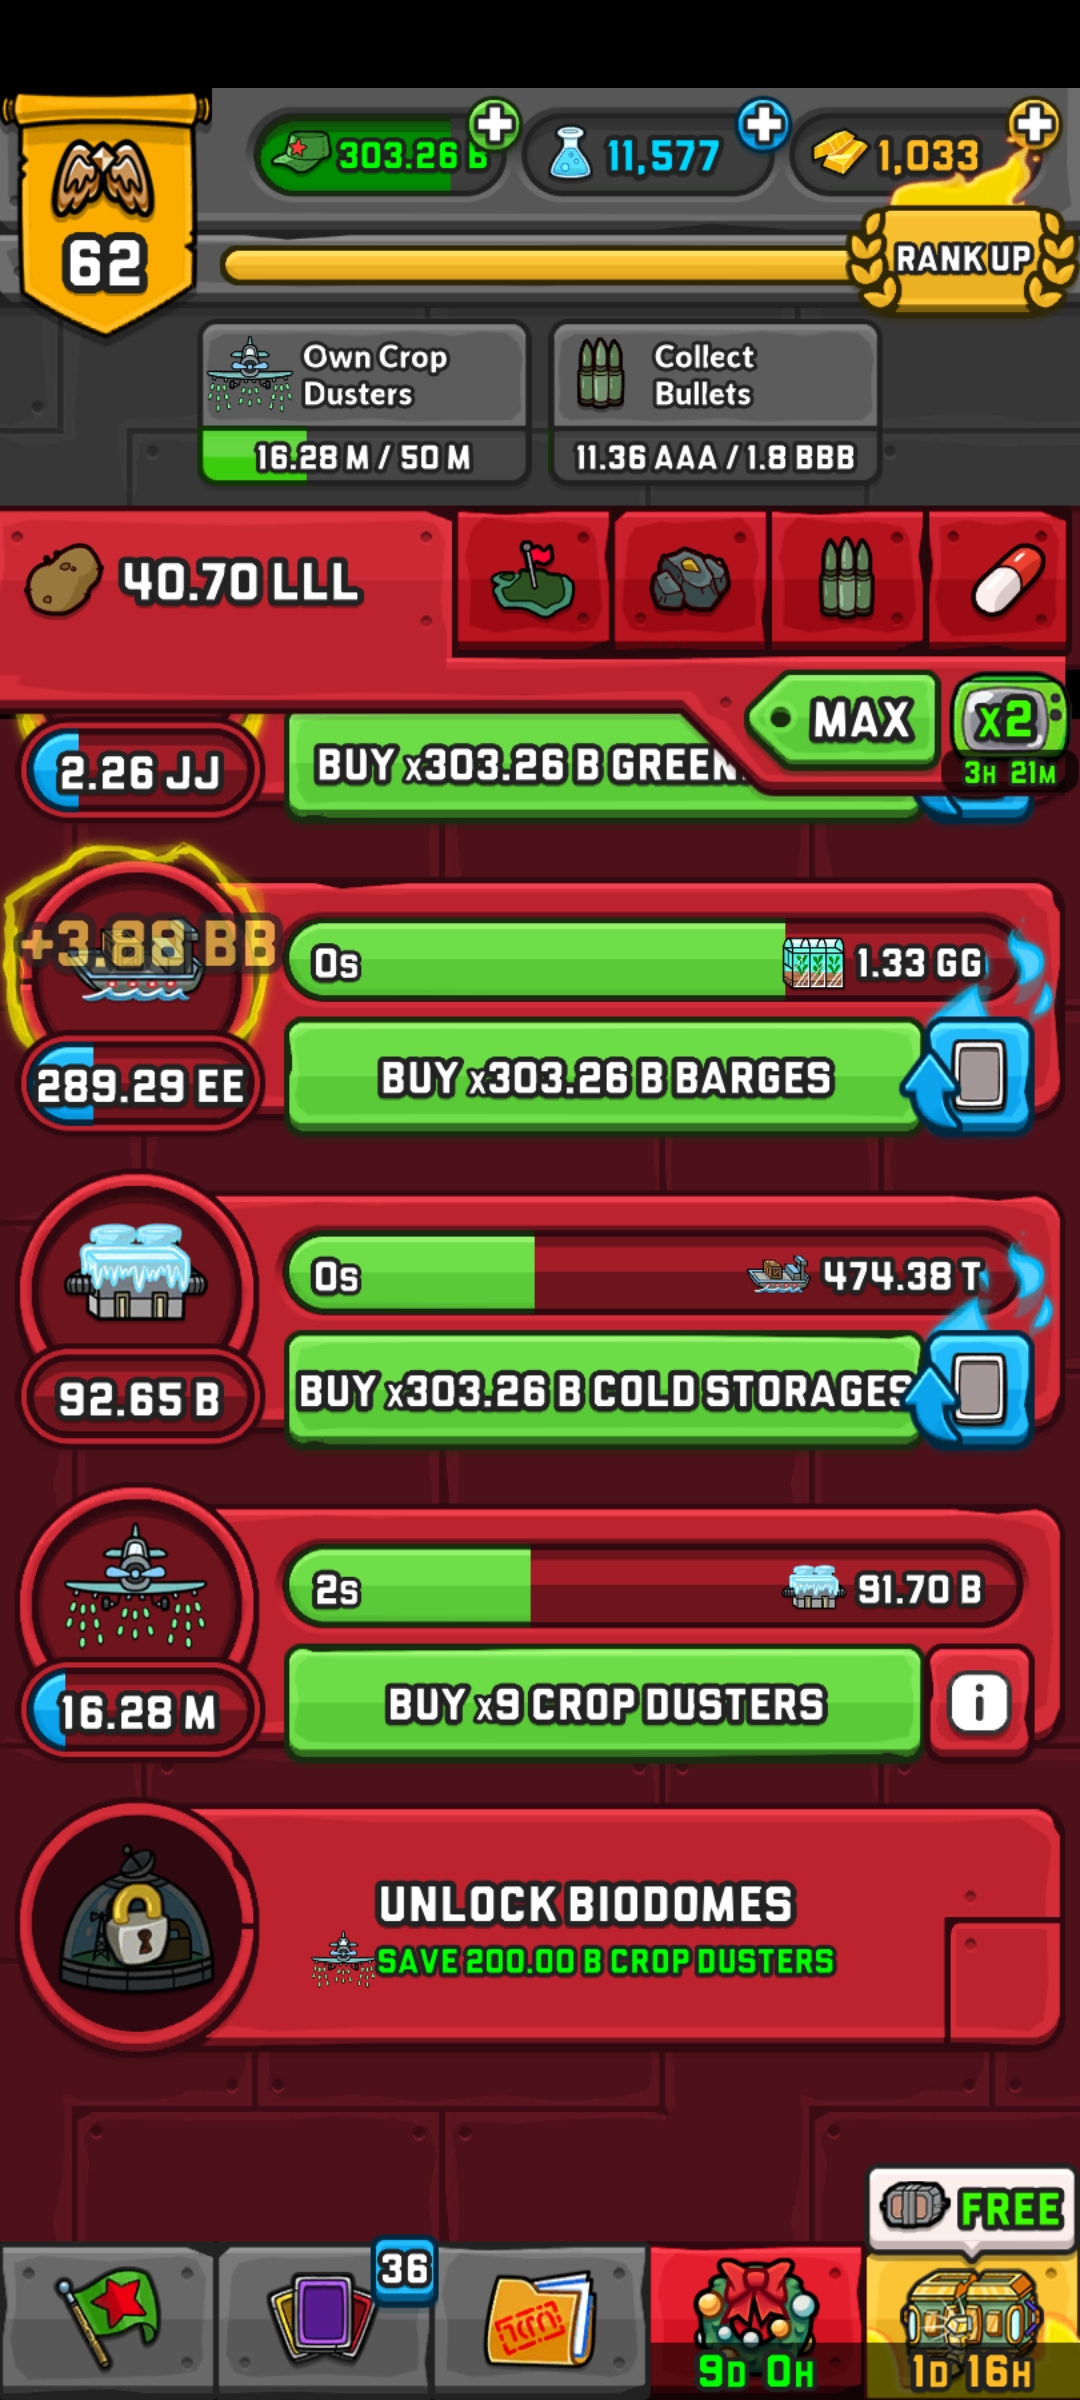 303.26 B
11,577
1,033
62
RANK UP
Own Crop
Dusters
16.28 M / 50 M
Collect
Bullets
11.36 AAA / 1.8 BBB
40.70 LLL
MAX
x2
3H 21M
2.26 JJ
BUY x303.26 B GREEN
+3.88 BB
0s
1.33 GG
289.29 EE
BUY x303.26 B BARGES
0s
474.38 T
92.65 B
BUY x303.26 B COLD STORAGES
2s
91.70 B
16.28 M
BUY x9 CROP DUSTERS
i
UNLOCK BIODOMES
SAVE 200.00 B CROP DUSTERS
FREE
36
9D 0H
1D 16H